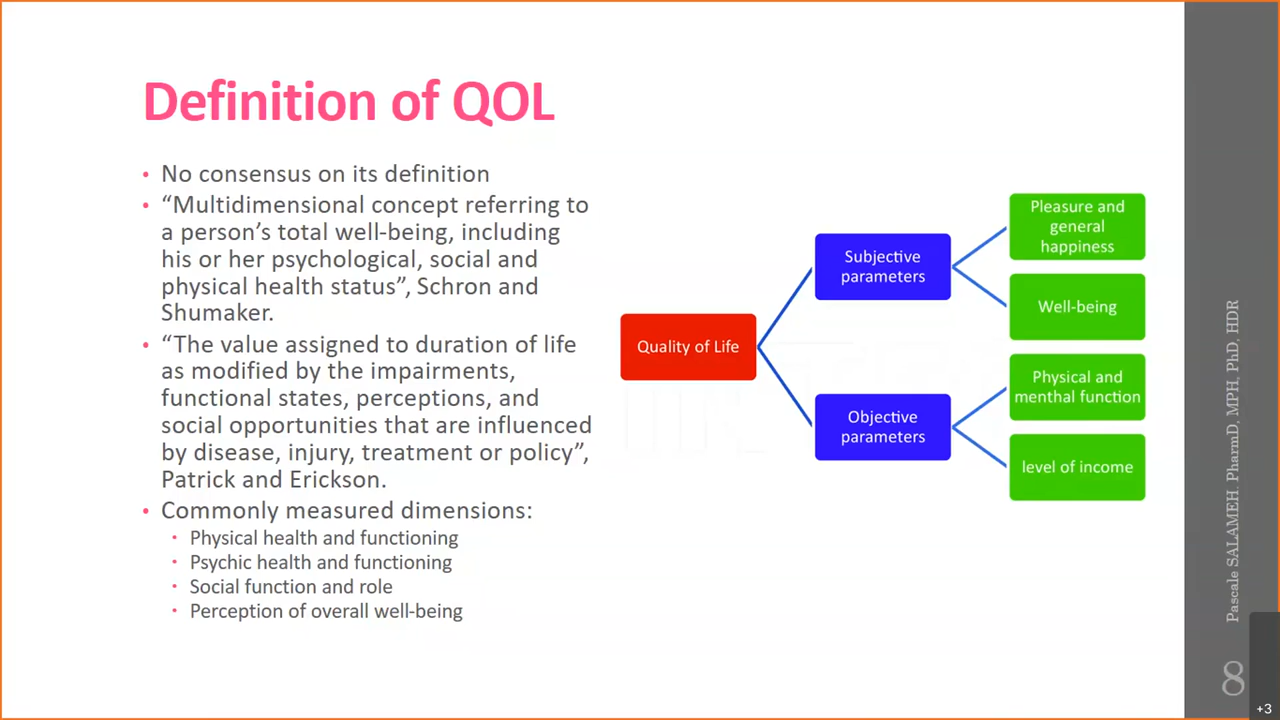 Definition of QOL
• No consensus on its definition
• “Multidimensional concept referring to
a person’s total well-being, including
his or her psychological, social and
physical health status”, Schron and
Shumaker.
• “The value assigned to duration of life
as modified by the impairments,
functional states, perceptions, and
social opportunities that are influenced
by disease, injury, treatment or policy”,
Patrick and Erickson.
• Commonly measured dimensions:
• Physical health and functioning
• Psychic health and functioning
• Social function and role
• Perception of overall well-being
Quality of Life
Subjective
parameters
Objective
parameters
Pleasure and
general
happiness
Well-being
Physical and
menthal function
level of income
Pascale SALAMEH. PharmD, MPH, PhD, HDR
8
+3